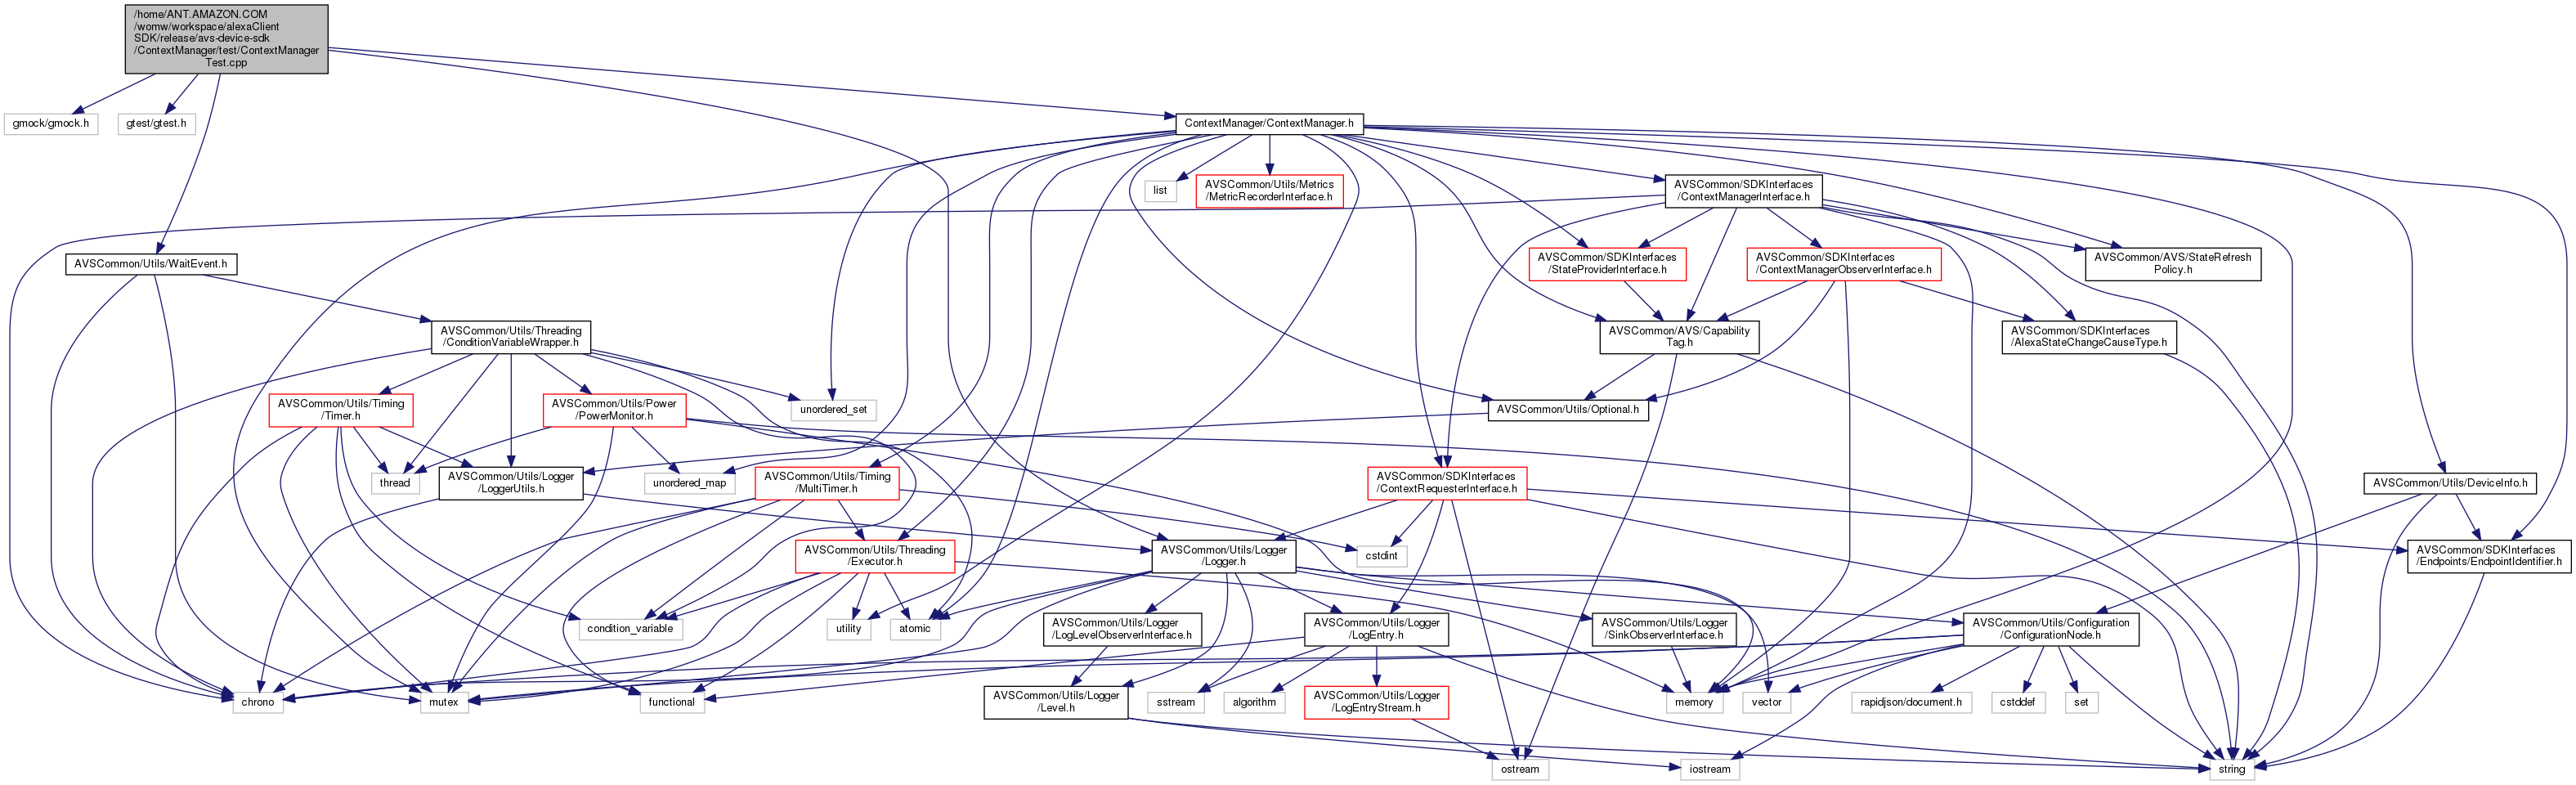 /home/ANT.AMAZON.COM
/womw/workspace/alexaClient
SDK/release/avs-device-sdk
/ContextManager/test/ContextManager
Test.cpp
gmock/gmock.h
gtest/gtest.h
ContextManager/ContextManager.h
list
AVSCommon/Utils/Metrics
/MetricRecorderInterface.h
AVSCommon/SDKInterfaces
/ContextManagerInterface.h
AVSCommon/Utils/WaitEvent.h
AVSCommon/SDKInterfaces
/StateProviderInterface.h
AVSCommon/SDKInterfaces
/ContextManagerObserverInterface.h
AVSCommon/AVS/StateRefresh
Policy.h
AVSCommon/Utils/Threading
/ConditionVariableWrapper.h
AVSCommon/AVS/Capability
Tag.h
AVSCommon/SDKInterfaces
/AlexaStateChangeCauseType.h
AVSCommon/Utils/Timing
/Timer.h
AVSCommon/Utils/Power
/PowerMonitor.h
unordered_set
AVSCommon/Utils/Optional.h
thread
AVSCommon/Utils/Logger
/LoggerUtils.h
unordered_map
AVSCommon/Utils/Timing
/MultiTimer.h
AVSCommon/SDKInterfaces
/ContextRequesterInterface.h
AVSCommon/Utils/DeviceInfo.h
AVSCommon/Utils/Threading
/Executor.h
AVSCommon/Utils/Logger
/Logger.h
cstdint
AVSCommon/SDKInterfaces
/Endpoints/EndpointIdentifier.h
condition_variable
utility
atomic
AVSCommon/Utils/Logger
/LogLevelObserverInterface.h
AVSCommon/Utils/Logger
/LogEntry.h
AVSCommon/Utils/Logger
/SinkObserverInterface.h
AVSCommon/Utils/Configuration
/ConfigurationNode.h
chrono
mutex
functional
AVSCommon/Utils/Logger
/Level.h
sstream
algorithm
AVSCommon/Utils/Logger
/LogEntryStream.h
memory
vector
rapidjson/document.h
cstddef
set
ostream
iostream
string